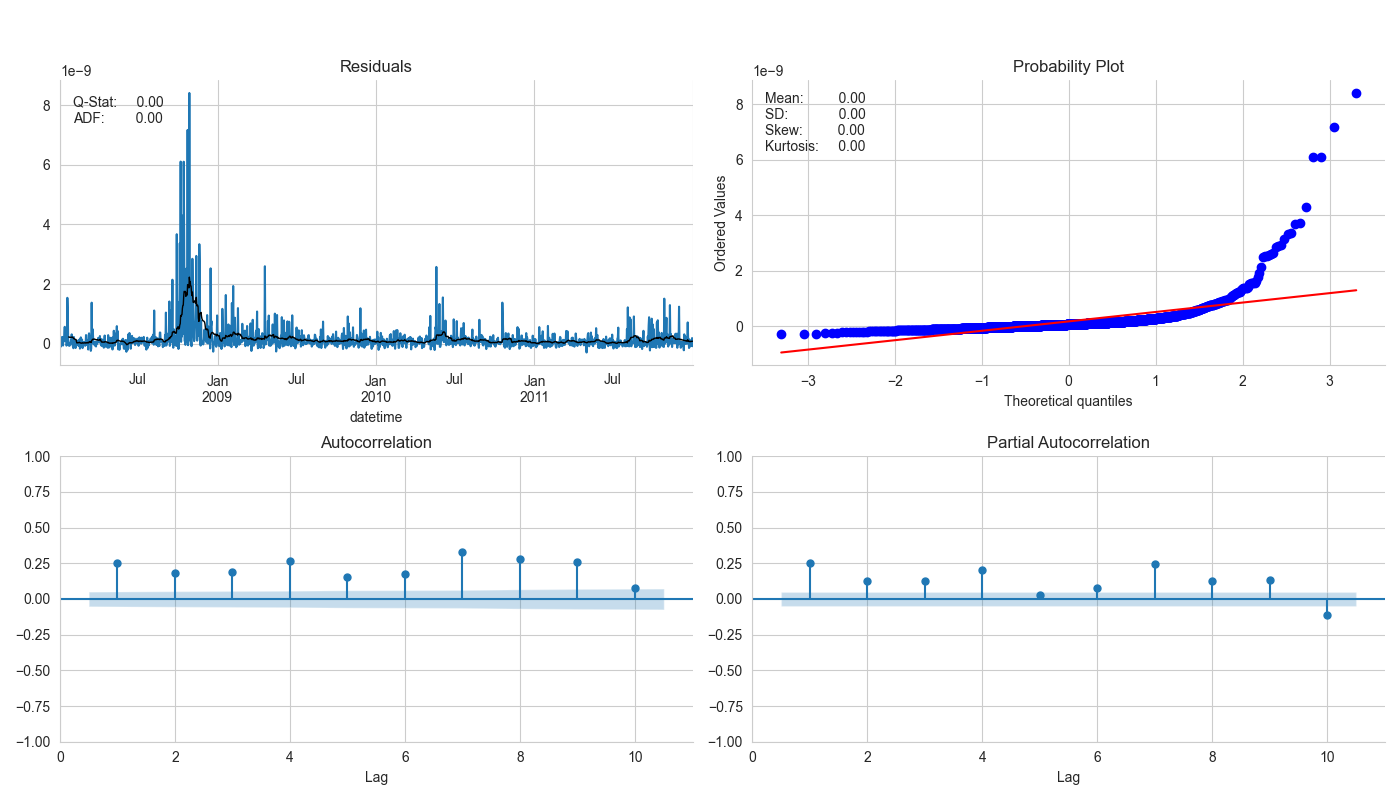 Residuals
1e−9
Q-Stat: 0.00
ADF: 0.00
8
6
4
2
0
Jul Jan Jul Jan Jul Jan Jul
2009 2010 2011
datetime
Probability Plot
1e−9
Mean: 0.00
SD: 0.00
Skew: 0.00
Kurtosis: 0.00
Ordered Values
8
6
4
2
0
−3 −2 −1 0 1 2 3
Theoretical quantiles
Autocorrelation
1.00
0.75
0.50
0.25
0.00
−0.25
−0.50
−0.75
−1.00
0 2 4 6 8 10
Lag
Partial Autocorrelation
1.00
0.75
0.50
0.25
0.00
−0.25
−0.50
−0.75
−1.00
0 2 4 6 8 10
Lag